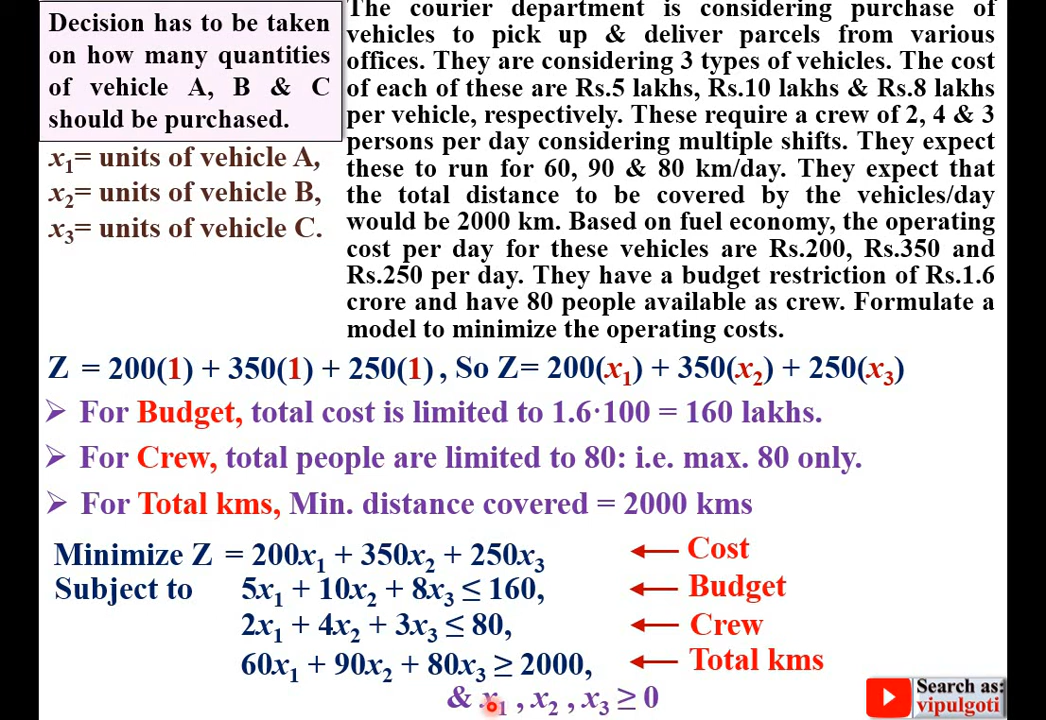 Decision has to be taken
on how many quantities
of vehicle A, B & C
should be purchased.
x₁= units of vehicle A,
x₂= units of vehicle B,
x₃= units of vehicle C.
The courier department is considering purchase of
vehicles to pick up & deliver parcels from various
offices. They are considering 3 types of vehicles. The cost
of each of these are Rs.5 lakhs, Rs.10 lakhs & Rs.8 lakhs
per vehicle, respectively. These require a crew of 2, 4 & 3
persons per day considering multiple shifts. They expect
these to run for 60, 90 & 80 km/day. They expect that
the total distance to be covered by the vehicles/day
would be 2000 km. Based on fuel economy, the operating
cost per day for these vehicles are Rs.200, Rs.350 and
Rs.250 per day. They have a budget restriction of Rs.1.6
crore and have 80 people available as crew. Formulate a
model to minimize the operating costs.
Z = 200(1) + 350(1) + 250(1) , So Z= 200(x₁) + 350(x₂) + 250(x₃)
➢ For Budget, total cost is limited to 1.6·100 = 160 lakhs.
➢ For Crew, total people are limited to 80: i.e. max. 80 only.
➢ For Total kms, Min. distance covered = 2000 kms
Minimize Z = 200x₁ + 350x₂ + 250x₃ ← Cost
Subject to 5x₁ + 10x₂ + 8x₃ ≤ 160, ← Budget
2x₁ + 4x₂ + 3x₃ ≤ 80, ← Crew
60x₁ + 90x₂ + 80x₃ ≥ 2000, ← Total kms
& x₁ , x₂ , x₃ ≥ 0
Search as:
vipulgoti